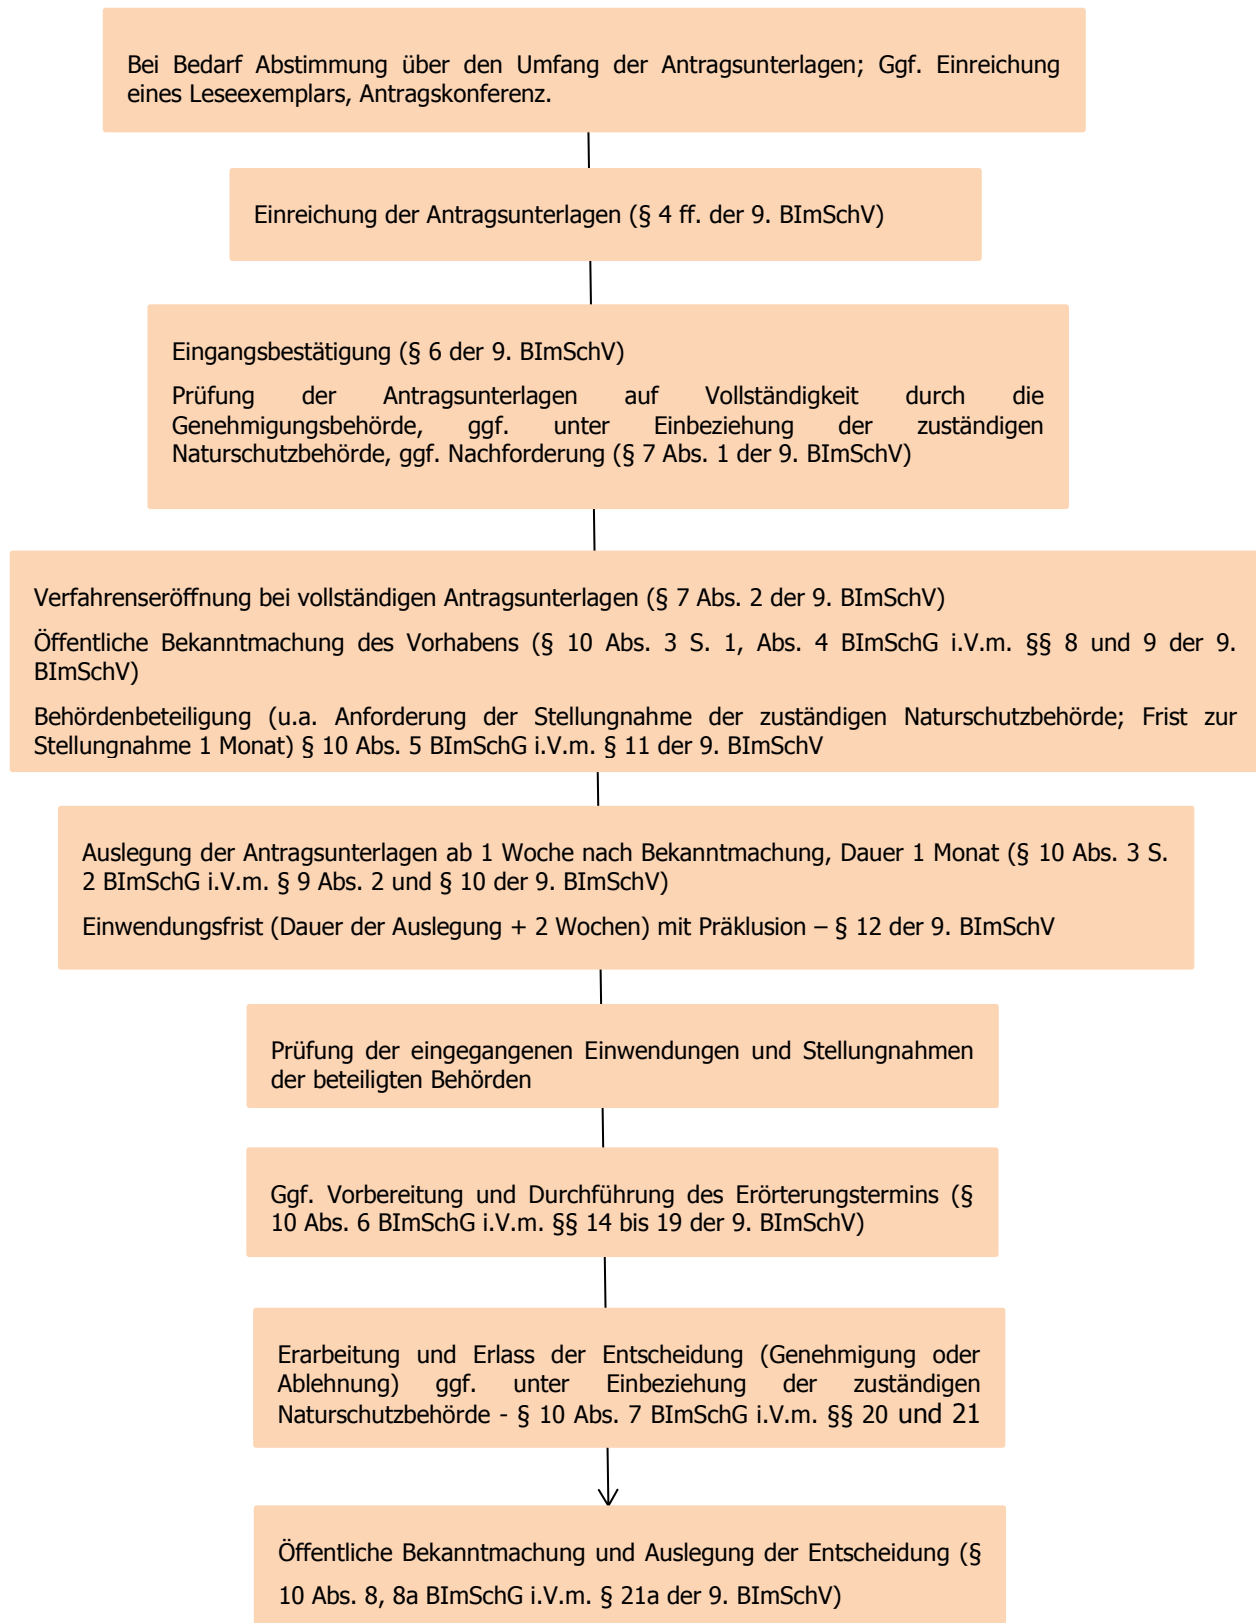 Bei Bedarf Abstimmung über den Umfang der Antragsunterlagen; Ggf. Einreichung
eines Leseexemplars, Antragskonferenz.
Einreichung der Antragsunterlagen (§ 4 ff. der 9. BImSchV)
Eingangsbestätigung (§ 6 der 9. BImSchV)
Prüfung der Antragsunterlagen auf Vollständigkeit durch die
Genehmigungsbehörde, ggf. unter Einbeziehung der zuständigen
Naturschutzbehörde, ggf. Nachforderung (§ 7 Abs. 1 der 9. BImSchV)
Verfahrenseröffnung bei vollständigen Antragsunterlagen (§ 7 Abs. 2 der 9. BImSchV)
Öffentliche Bekanntmachung des Vorhabens (§ 10 Abs. 3 S. 1, Abs. 4 BImSchG i.V.m. §§ 8 und 9 der 9.
BImSchV)
Behördenbeteiligung (u.a. Anforderung der Stellungnahme der zuständigen Naturschutzbehörde; Frist zur
Stellungnahme 1 Monat) § 10 Abs. 5 BImSchG i.V.m. § 11 der 9. BImSchV
Auslegung der Antragsunterlagen ab 1 Woche nach Bekanntmachung, Dauer 1 Monat (§ 10 Abs. 3 S.
2 BImSchG i.V.m. § 9 Abs. 2 und § 10 der 9. BImSchV)
Einwendungsfrist (Dauer der Auslegung + 2 Wochen) mit Präklusion – § 12 der 9. BImSchV
Prüfung der eingegangenen Einwendungen und Stellungnahmen
der beteiligten Behörden
Ggf. Vorbereitung und Durchführung des Erörterungstermins (§
10 Abs. 6 BImSchG i.V.m. §§ 14 bis 19 der 9. BImSchV)
Erarbeitung und Erlass der Entscheidung (Genehmigung oder
Ablehnung) ggf. unter Einbeziehung der zuständigen
Naturschutzbehörde - § 10 Abs. 7 BImSchG i.V.m. §§ 20 und 21
Öffentliche Bekanntmachung und Auslegung der Entscheidung (§
10 Abs. 8, 8a BImSchG i.V.m. § 21a der 9. BImSchV)